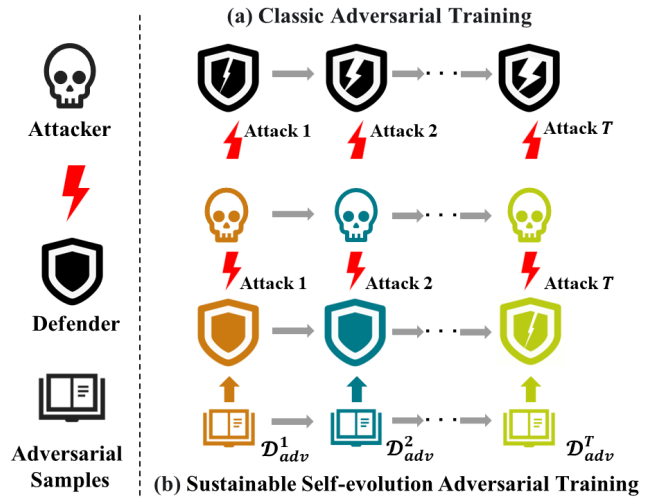 (a) Classic Adversarial Training
Attacker
Attack 1
Attack 2
Attack T
Attack 1
Attack 2
Attack T
Defender
Adversarial
Samples
𝒟¹adv
𝒟²adv
𝒟ᵀadv
(b) Sustainable Self-evolution Adversarial Training